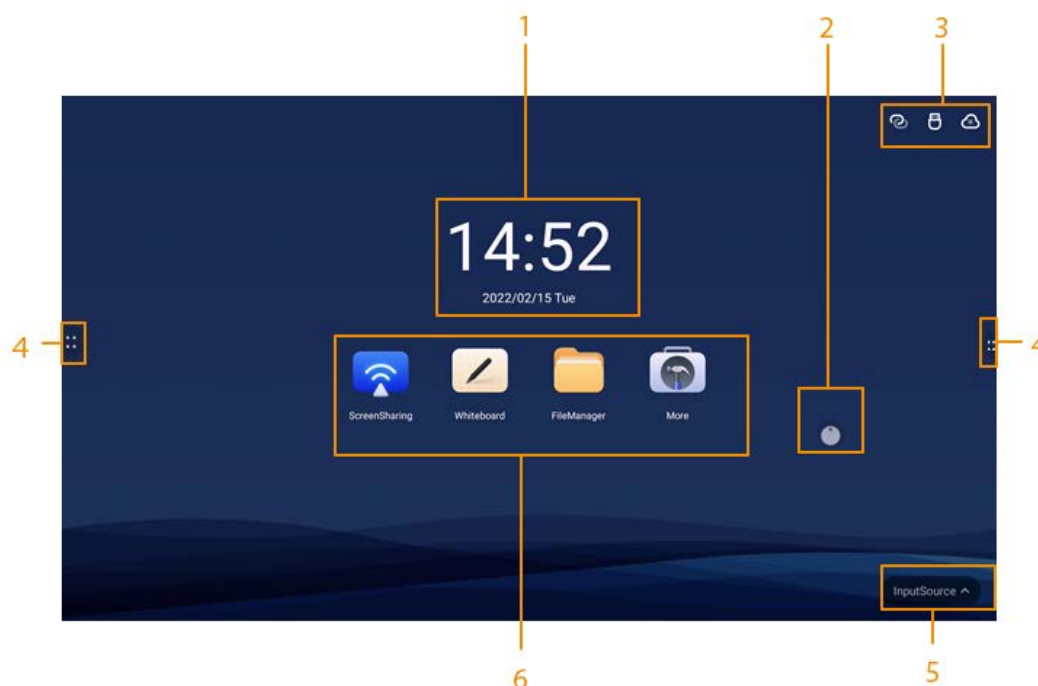 1
2
3
14:52
2022/02/15 Tue
4
4
ScreenSharing
Whiteboard
FileManager
More
InputSource
6
5